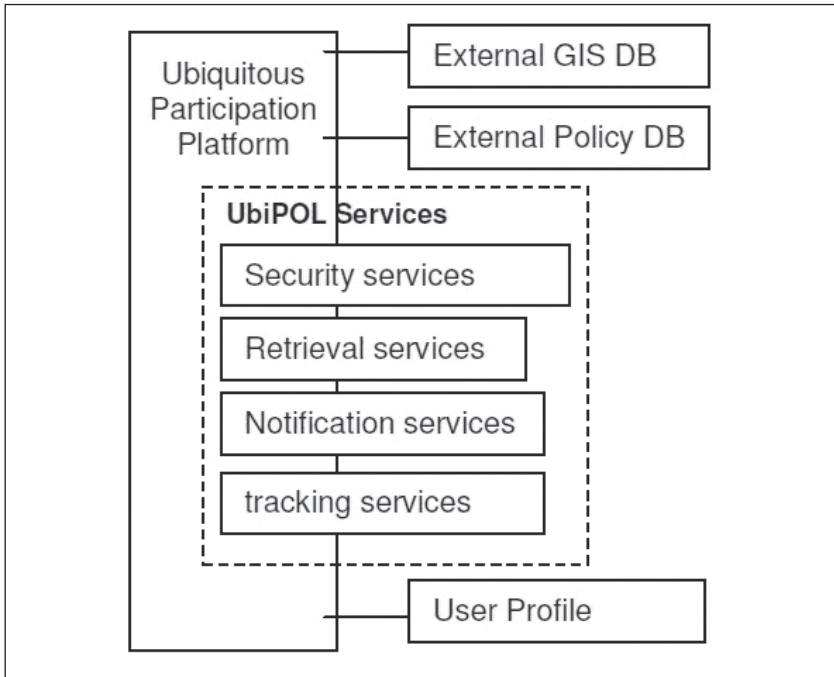 Ubiquitous
Participation
Platform
External GIS DB
External Policy DB
UbiPOL Services
Security services
Retrieval services
Notification services
tracking services
User Profile